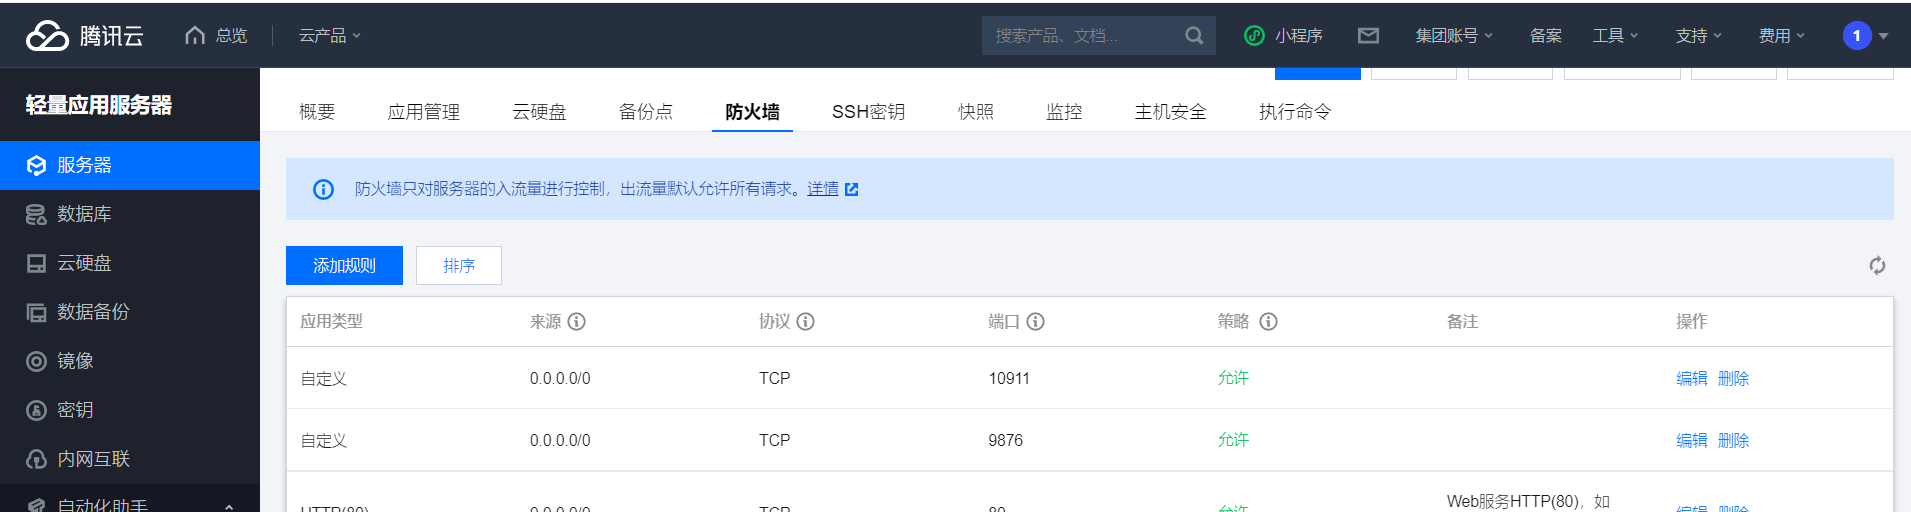 腾讯云 总览 云产品 搜索产品、文档... 小程序 集团账号 备案 工具 支持 费用 1
轻量应用服务器
服务器
数据库
云硬盘
数据备份
镜像
密钥
内网互联
自动化助手
概要 应用管理 云硬盘 备份点 防火墙 SSH密钥 快照 监控 主机安全 执行命令
防火墙只对服务器的入流量进行控制，出流量默认允许所有请求。详情
添加规则 排序
应用类型 来源 协议 端口 策略 备注 操作
自定义 0.0.0.0/0 TCP 10911 允许 编辑 删除
自定义 0.0.0.0/0 TCP 9876 允许 编辑 删除
HTTP(80) 0.0.0.0/0 TCP 80 允许 Web服务HTTP(80)，如 编辑 删除